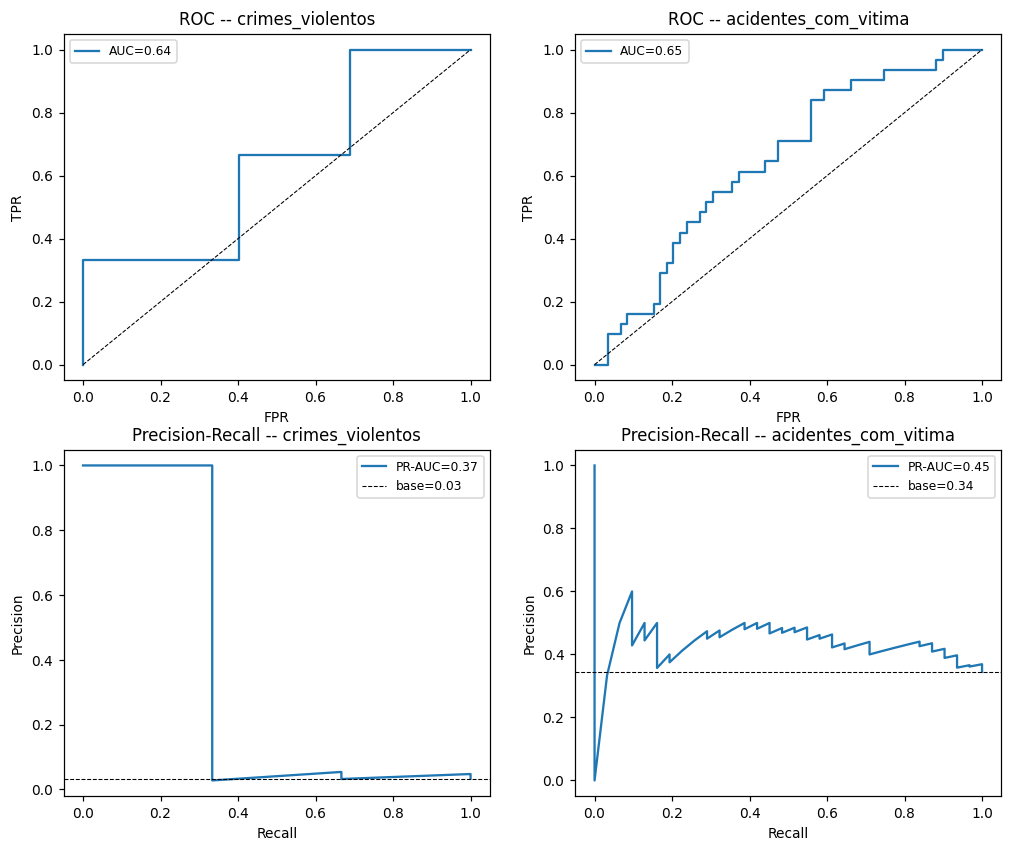 ROC -- crimes_violentos
AUC=0.64
1.0
0.8
0.6
0.4
0.2
0.0
TPR
0.0 0.2 0.4 0.6 0.8 1.0
FPR
ROC -- acidentes_com_vitima
AUC=0.65
1.0
0.8
0.6
0.4
0.2
0.0
TPR
0.0 0.2 0.4 0.6 0.8 1.0
FPR
Precision-Recall -- crimes_violentos
PR-AUC=0.37
base=0.03
1.0
0.8
0.6
0.4
0.2
0.0
Precision
0.0 0.2 0.4 0.6 0.8 1.0
Recall
Precision-Recall -- acidentes_com_vitima
PR-AUC=0.45
base=0.34
1.0
0.8
0.6
0.4
0.2
0.0
Precision
0.0 0.2 0.4 0.6 0.8 1.0
Recall